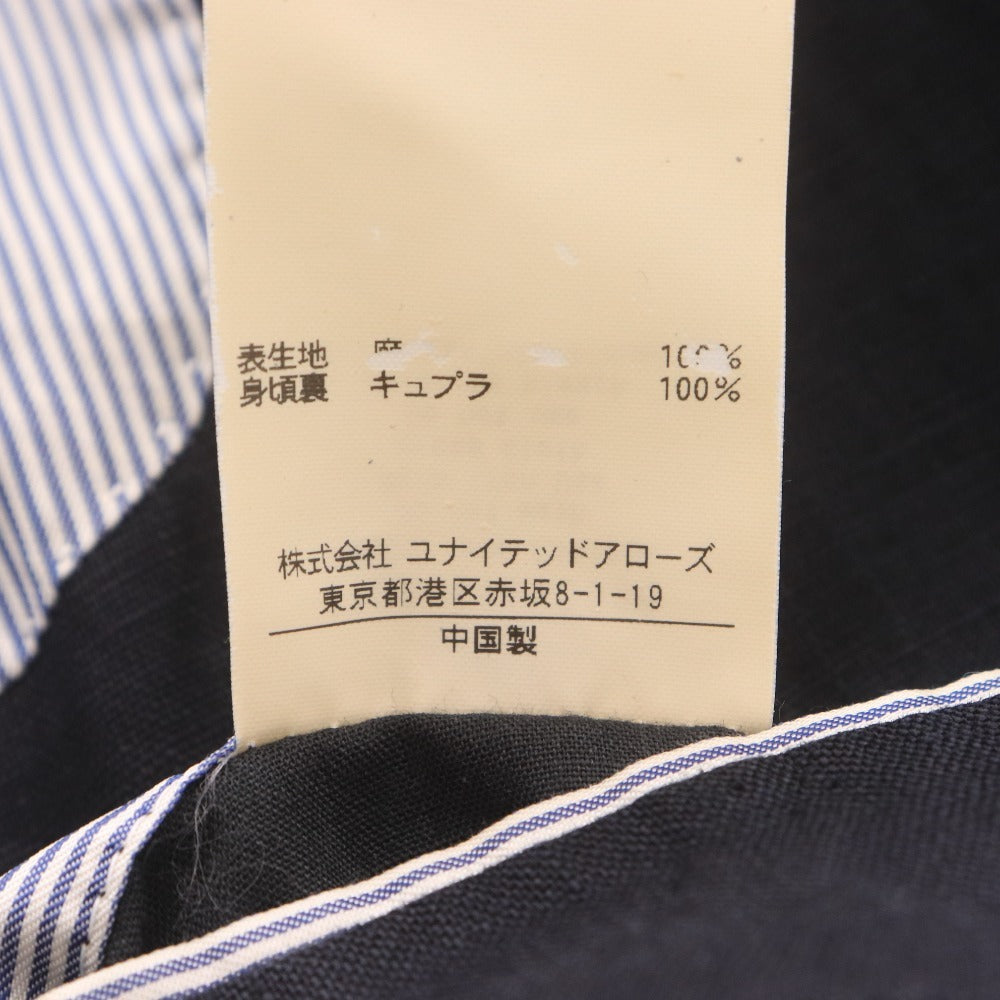 表生地 麻 100%
身頃裏 キュプラ 100%
株式会社 ユナイテッドアローズ
東京都港区赤坂8-1-19
中国製